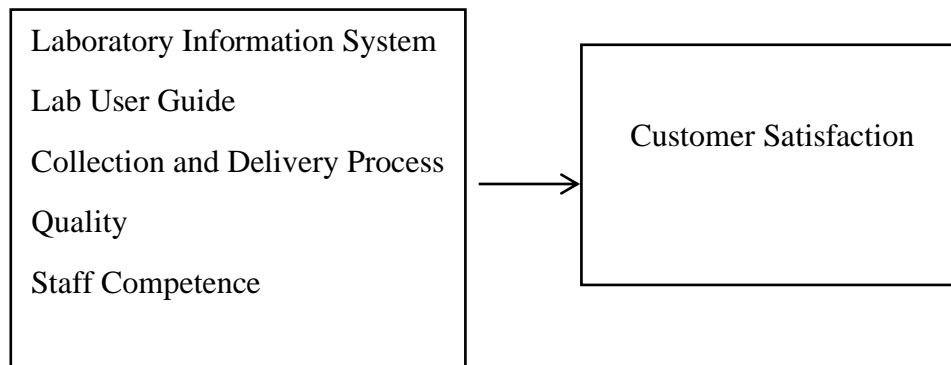 Laboratory Information System
Lab User Guide
Collection and Delivery Process
Quality
Staff Competence
Customer Satisfaction